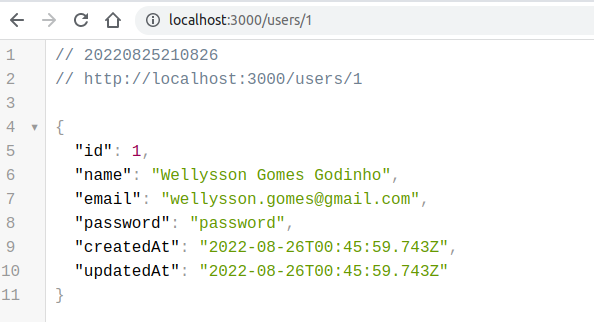 localhost:3000/users/1
1 // 20220825210826
2 // http://localhost:3000/users/1
3
4 {
5 "id": 1,
6 "name": "Wellysson Gomes Godinho",
7 "email": "wellysson.gomes@gmail.com",
8 "password": "password",
9 "createdAt": "2022-08-26T00:45:59.743Z",
10 "updatedAt": "2022-08-26T00:45:59.743Z"
11 }